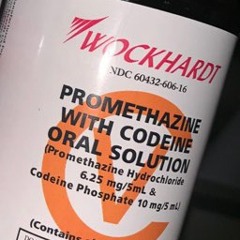 WOCKHARDT
NDC 60432-606-16
PROMETHAZINE
WITH CODEINE
ORAL SOLUTION
(Promethazine Hydrochloride
6.25 mg/5mL &
Codeine Phosphate 10 mg/5 mL)
(Contains